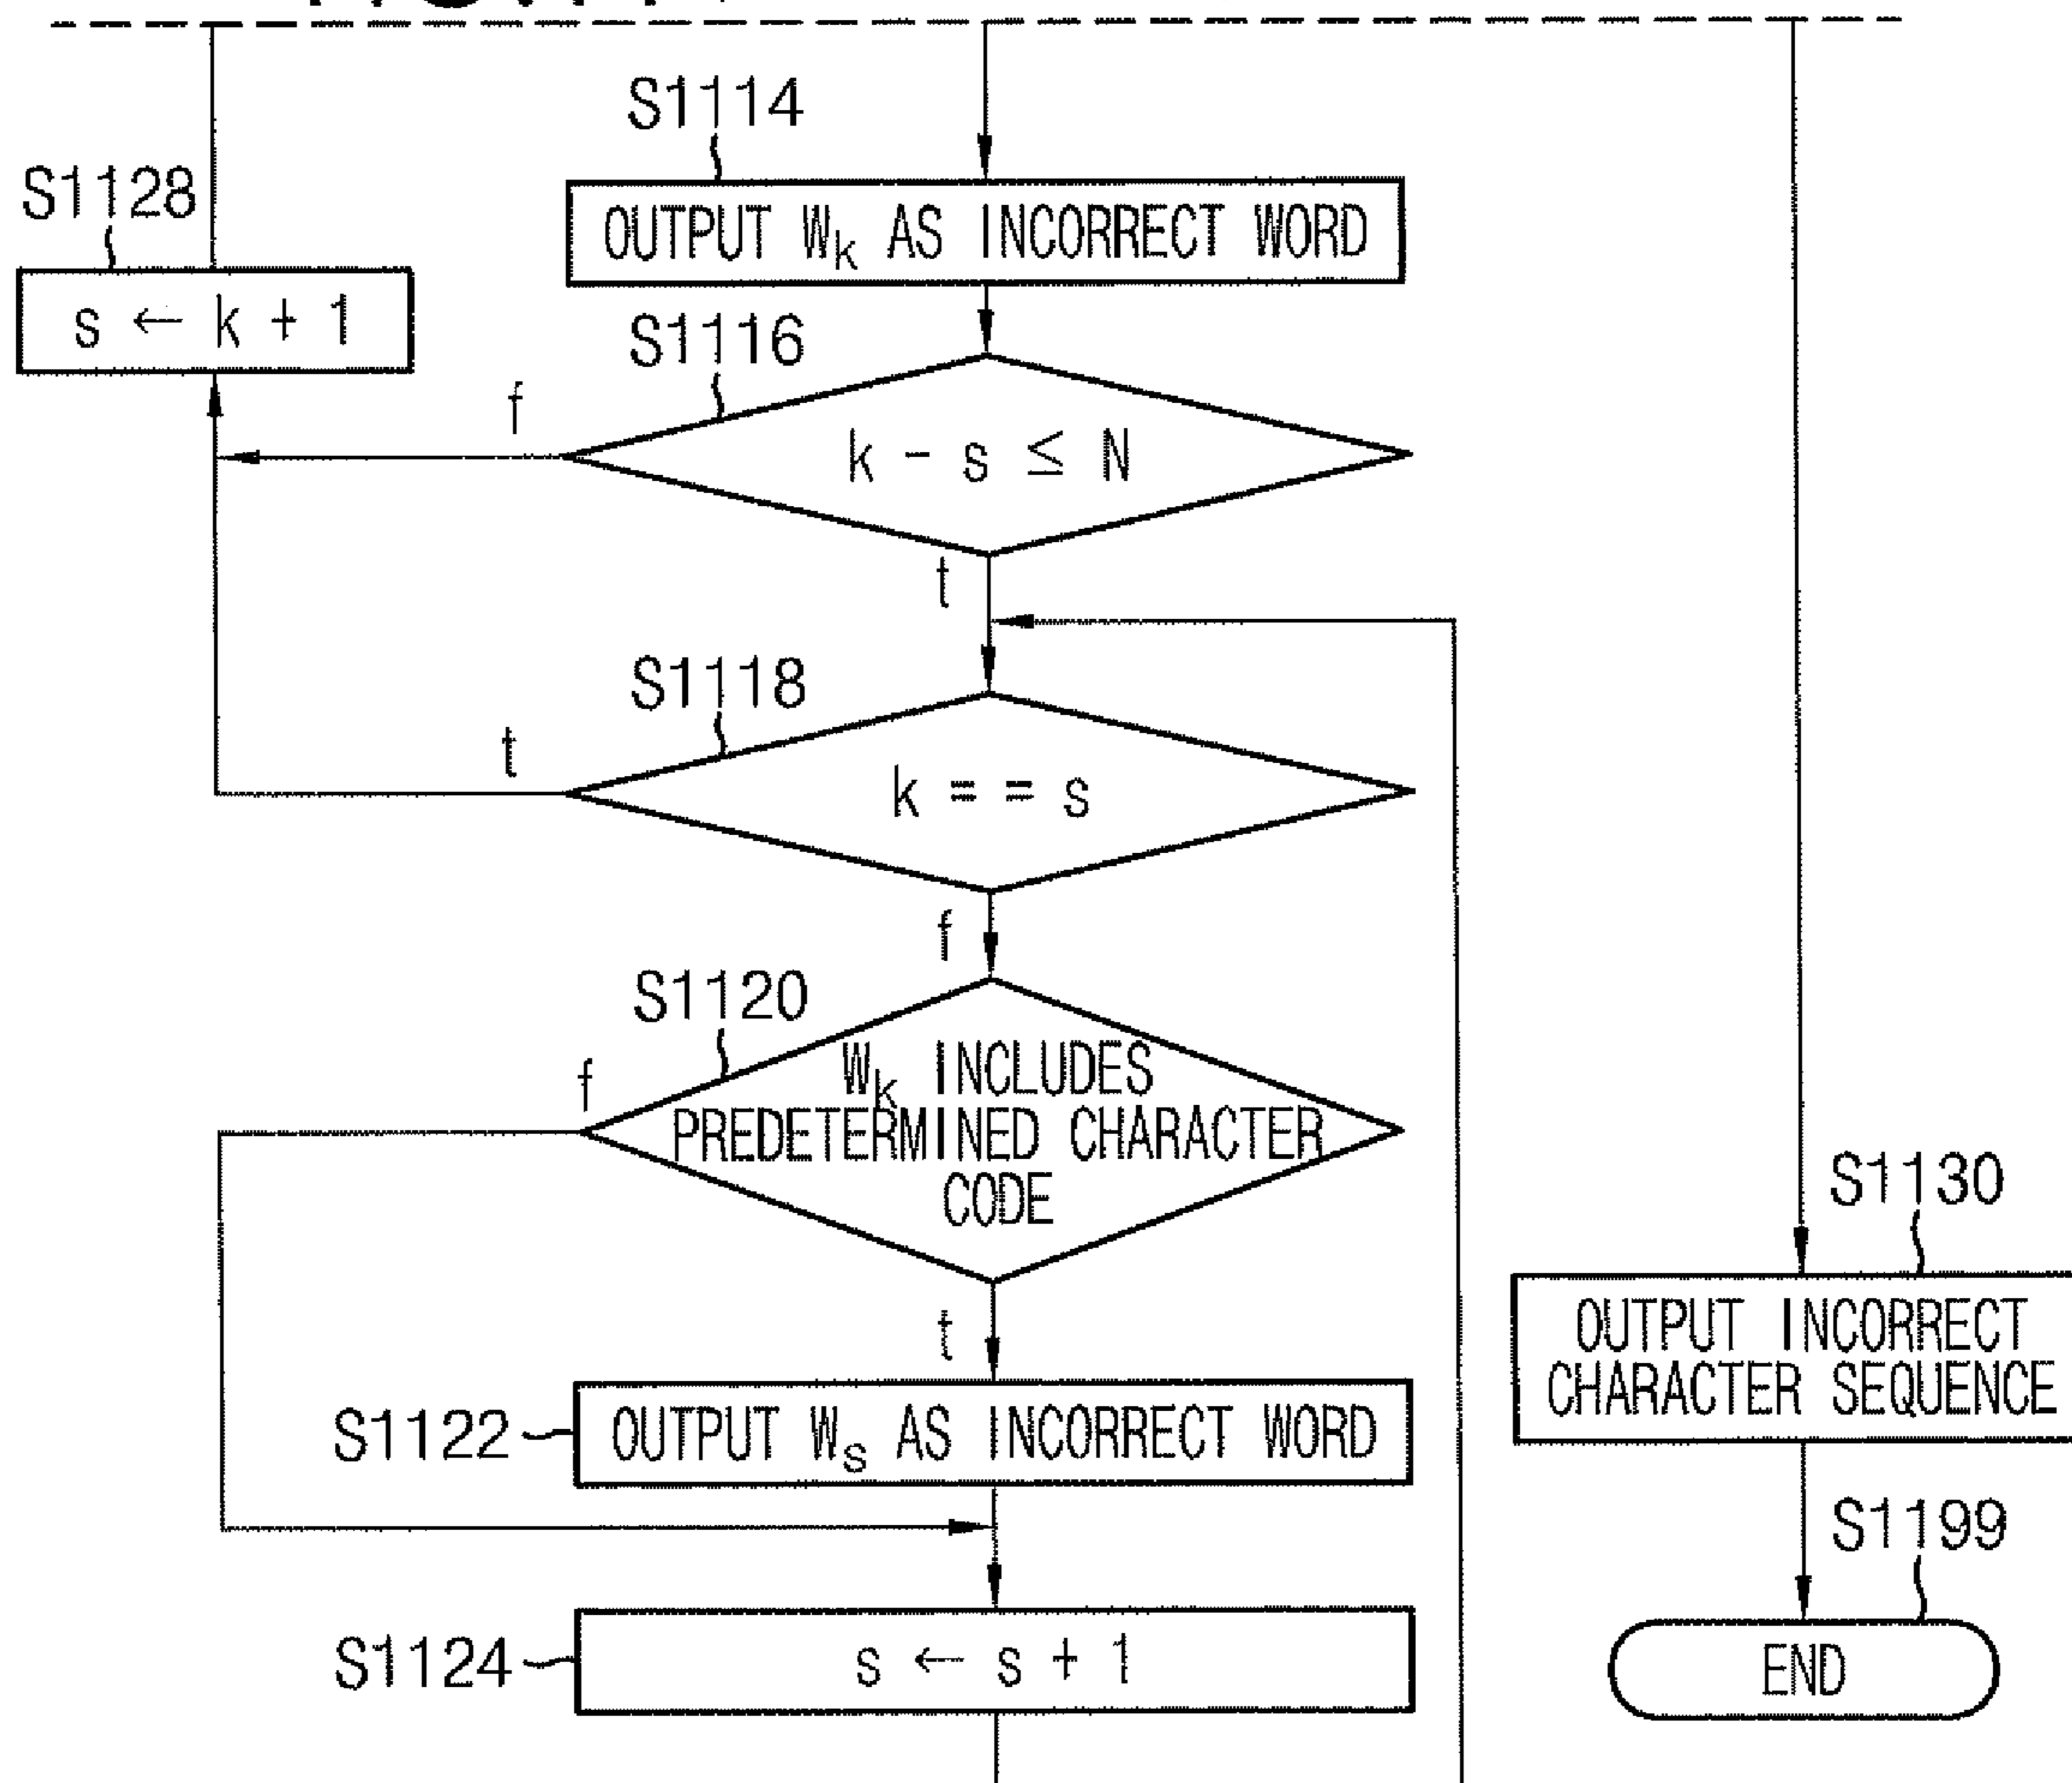 S1114
S1128
OUTPUT Wk AS INCORRECT WORD
s ← k + 1
S1116
f
k - s ≤ N
t
S1118
t
k = = s
f
S1120
f
Wk INCLUDES
PREDETERMINED CHARACTER
CODE
t
S1122
OUTPUT Ws AS INCORRECT WORD
S1124
s ← s + 1
S1130
OUTPUT INCORRECT
CHARACTER SEQUENCE
S1199
END